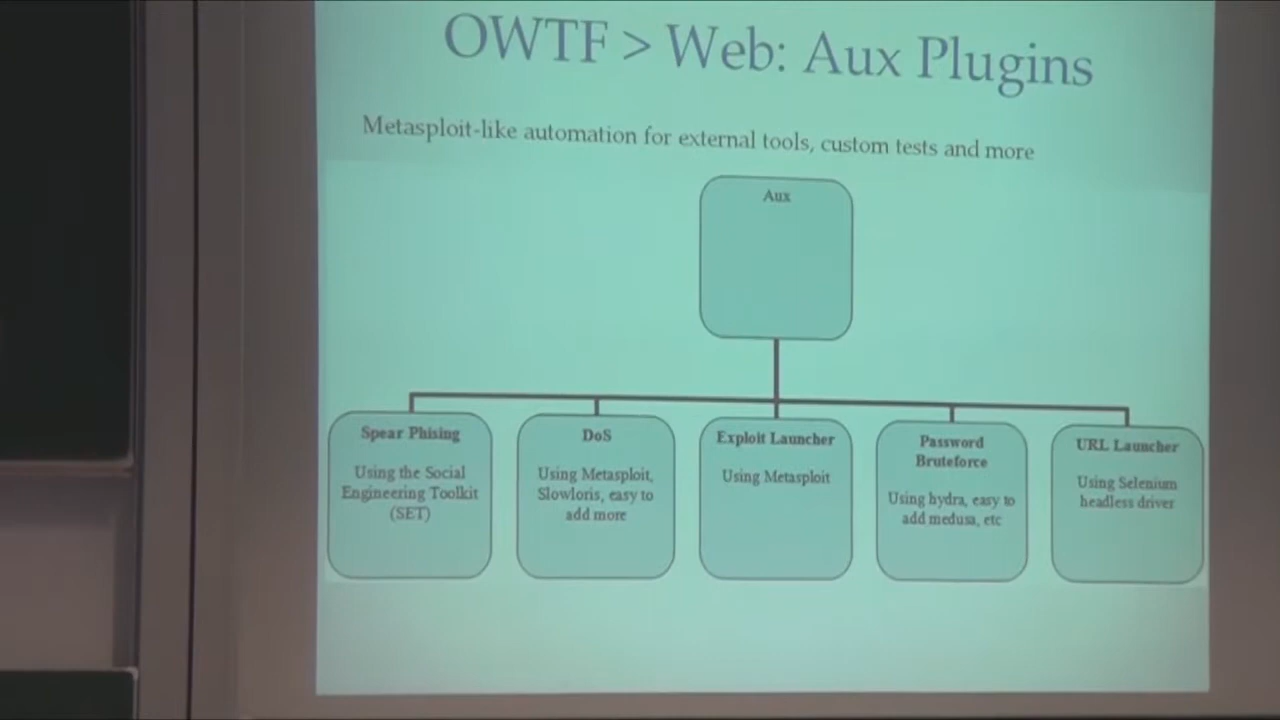 OWTF > Web: Aux Plugins
Metasploit-like automation for external tools, custom tests and more
Aux
Spear Phising
Using the Social
Engineering Toolkit
(SET)
DoS
Using Metasploit,
Slowloris, easy to
add more
Exploit Launcher
Using Metasploit
Password
Bruteforce
Using hydra, easy to
add medusa, etc
URL Launcher
Using Selenium
headless driver